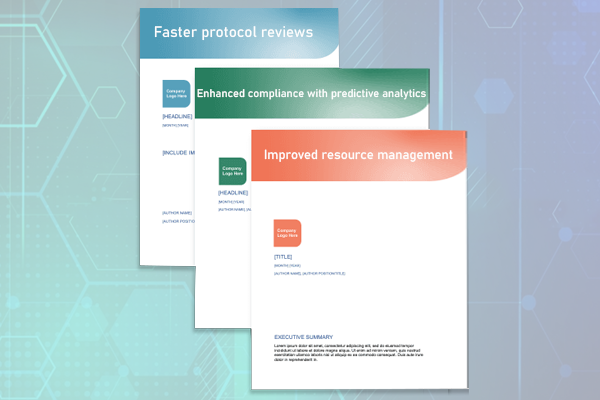 Faster protocol reviews
Company
Logo Here
[HEADLINE]
[MONTH] [YEAR]
[INCLUDE IM
[AUTHOR NAME]
[AUTHOR POSITIO
Enhanced compliance with predictive analytics
Company
Logo Here
[HEADLINE]
[MONTH] [YEAR]
[AUTHOR NAME], [A
Improved resource management
Company
Logo Here
[TITLE]
[MONTH] [YEAR]
[AUTHOR NAME], [AUTHOR POSITION/TITLE]
EXECUTIVE SUMMARY
Lorem ipsum dolor sit amet, consectetur adipiscing elit, sed do eiusmod tempor
incididunt ut labore et dolore magna aliqua. Ut enim ad minim veniam, quis nostrud
exercitation ullamco laboris nisi ut aliquip ex ea commodo consequat. Duis aute irure
dolor in reprehenderit in.